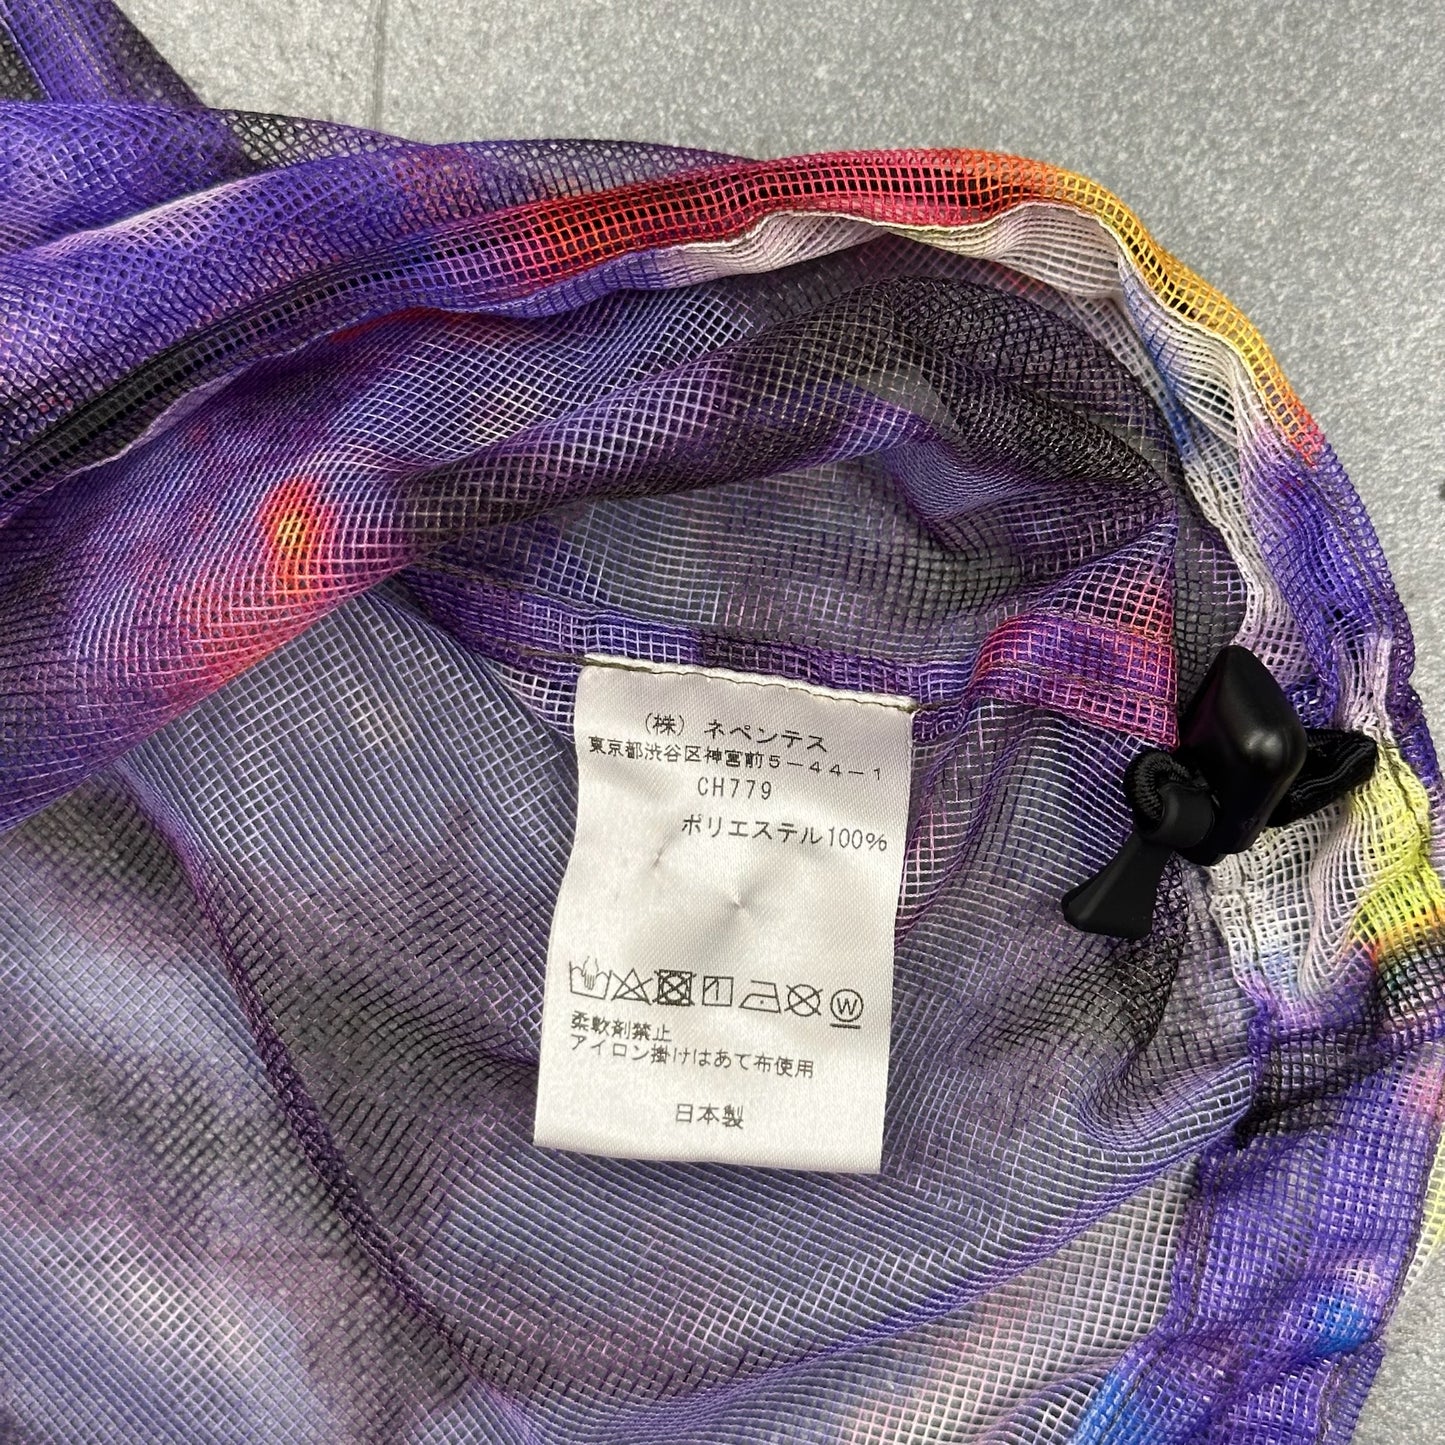 (株) ネペンテス
東京都渋谷区神宮前5-44-1
CH779
ポリエステル100%
W
柔軟剤禁止
アイロン掛けはあて布使用
日本製